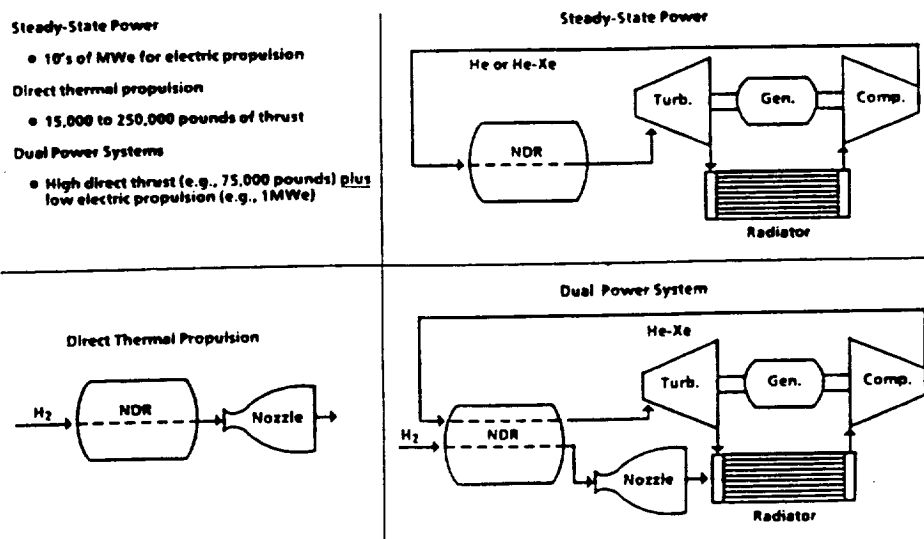 Steady-State Power
• 10's of MWe for electric propulsion
Direct thermal propulsion
• 15,000 to 250,000 pounds of thrust
Dual Power Systems
• High direct thrust (e.g., 75,000 pounds) plus
low electric propulsion (e.g., 1MWe)
Steady-State Power
He or He-Xe
NDR
Turb.
Gen.
Comp.
Radiator
Direct Thermal Propulsion
H2
NDR
Nozzle
Dual Power System
He-Xe
Turb.
Gen.
Comp.
H2
NDR
Nozzle
Radiator